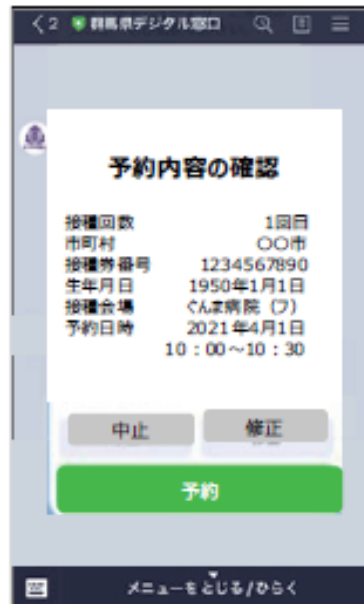 2 群馬県デジタル窓口
予約内容の確認
接種回数 1回目
市町村 〇〇市
接種券番号 1234567890
生年月日 1950年1月1日
接種会場 ぐんま病院（フ）
予約日時 2021年4月1日
10：00～10：30
中止 修正
予約
メニューをとじる/ひらく